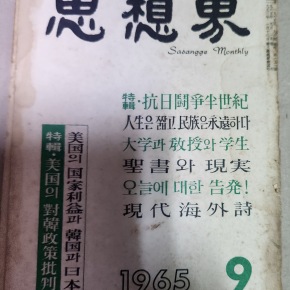 思想界
Sasangge Monthly
特輯·抗日鬪爭半世紀
人生은 짧고 民族은 永遠하다
大学과 敎授와 学生
聖書와 現実
오늘에 대한 告発!
現代海外詩
特輯·美国의 對韓政策批判
美国의 国家利益과 韓国과 日本
1965 9